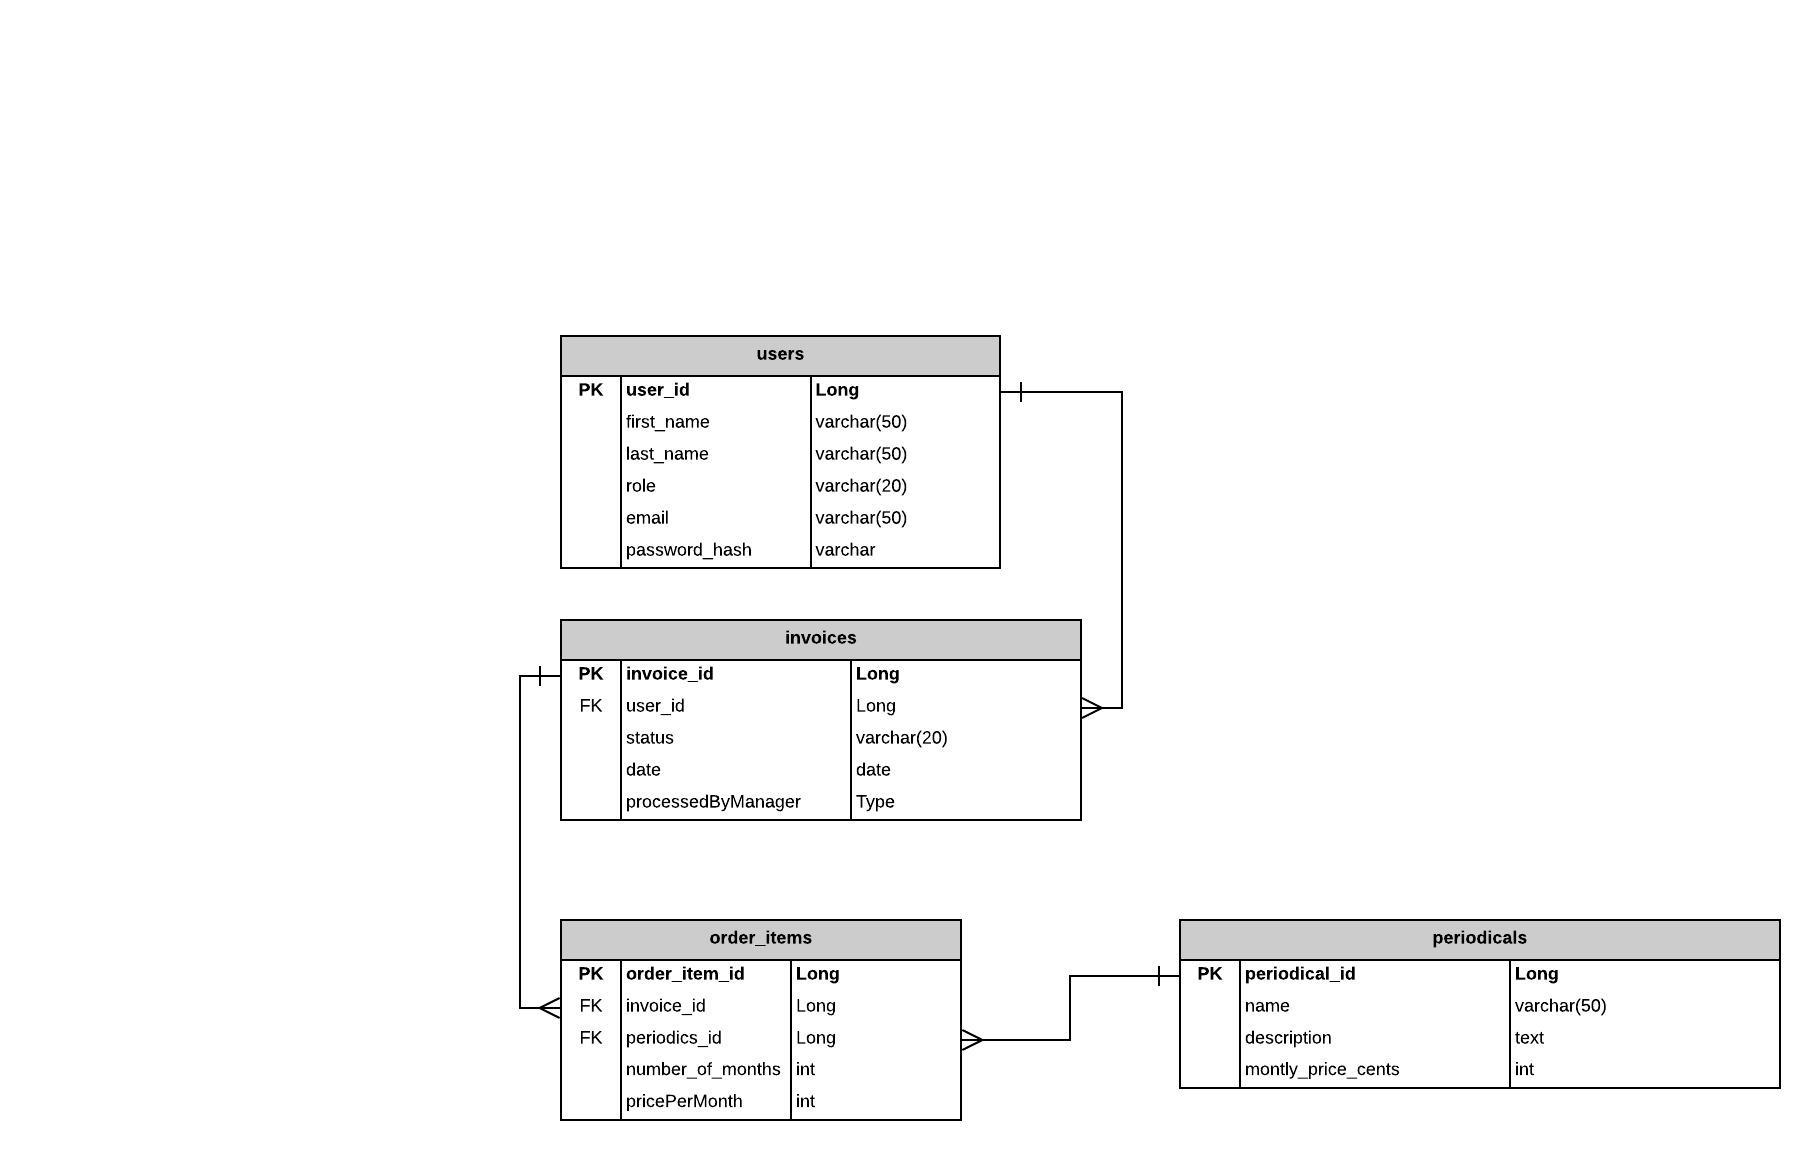 users
PK user_id Long
first_name varchar(50)
last_name varchar(50)
role varchar(20)
email varchar(50)
password_hash varchar
invoices
PK invoice_id Long
FK user_id Long
status varchar(20)
date date
processedByManager Type
order_items
PK order_item_id Long
FK invoice_id Long
FK periodics_id Long
number_of_months int
pricePerMonth int
periodicals
PK periodical_id Long
name varchar(50)
description text
montly_price_cents int